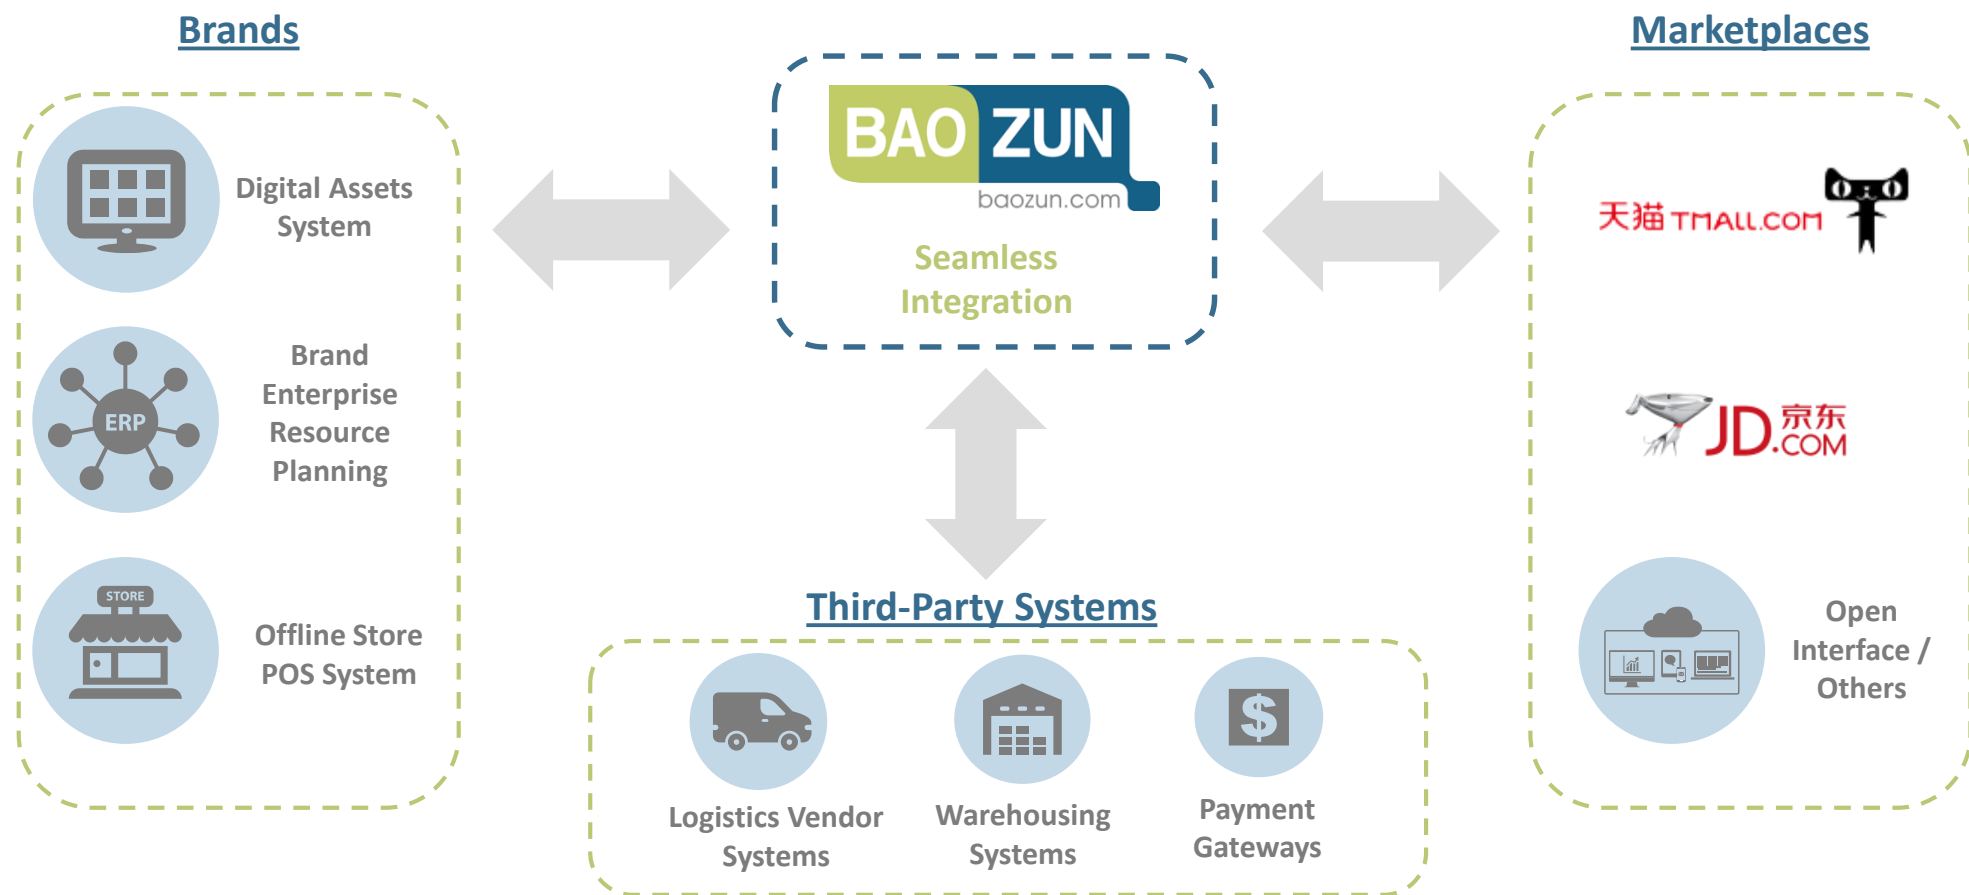 Brands
Digital Assets
System
Brand
Enterprise
Resource
Planning
ERP
STORE
Offline Store
POS System
BAO ZUN
baozun.com
Seamless
Integration
Third-Party Systems
Logistics Vendor
Systems
Warehousing
Systems
$
Payment
Gateways
Marketplaces
天猫 TMALL.COM
JD京东
.COM
Open
Interface /
Others